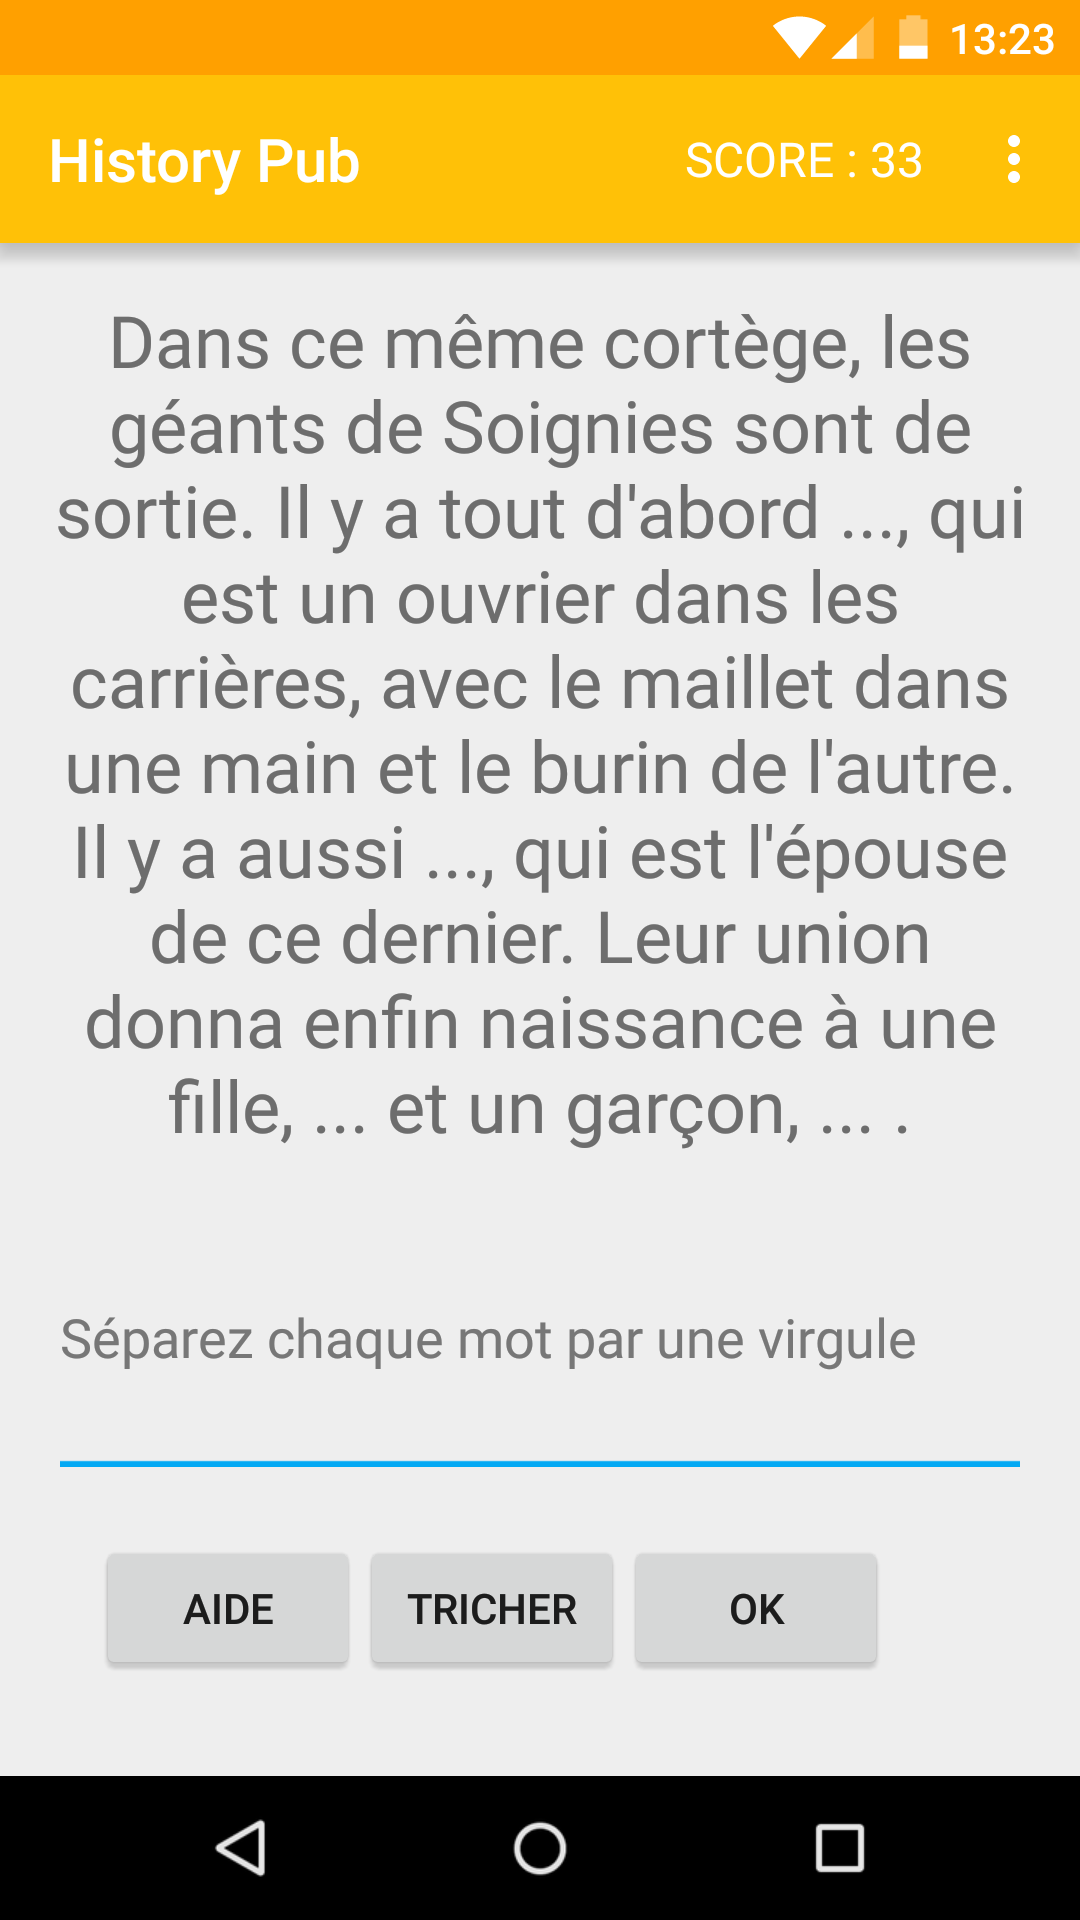 13:23
History Pub
SCORE : 33
Dans ce même cortège, les
géants de Soignies sont de
sortie. Il y a tout d'abord ..., qui
est un ouvrier dans les
carrières, avec le maillet dans
une main et le burin de l'autre.
Il y a aussi ..., qui est l'épouse
de ce dernier. Leur union
donna enfin naissance à une
fille, ... et un garçon, ... .
Séparez chaque mot par une virgule
AIDE
TRICHER
OK